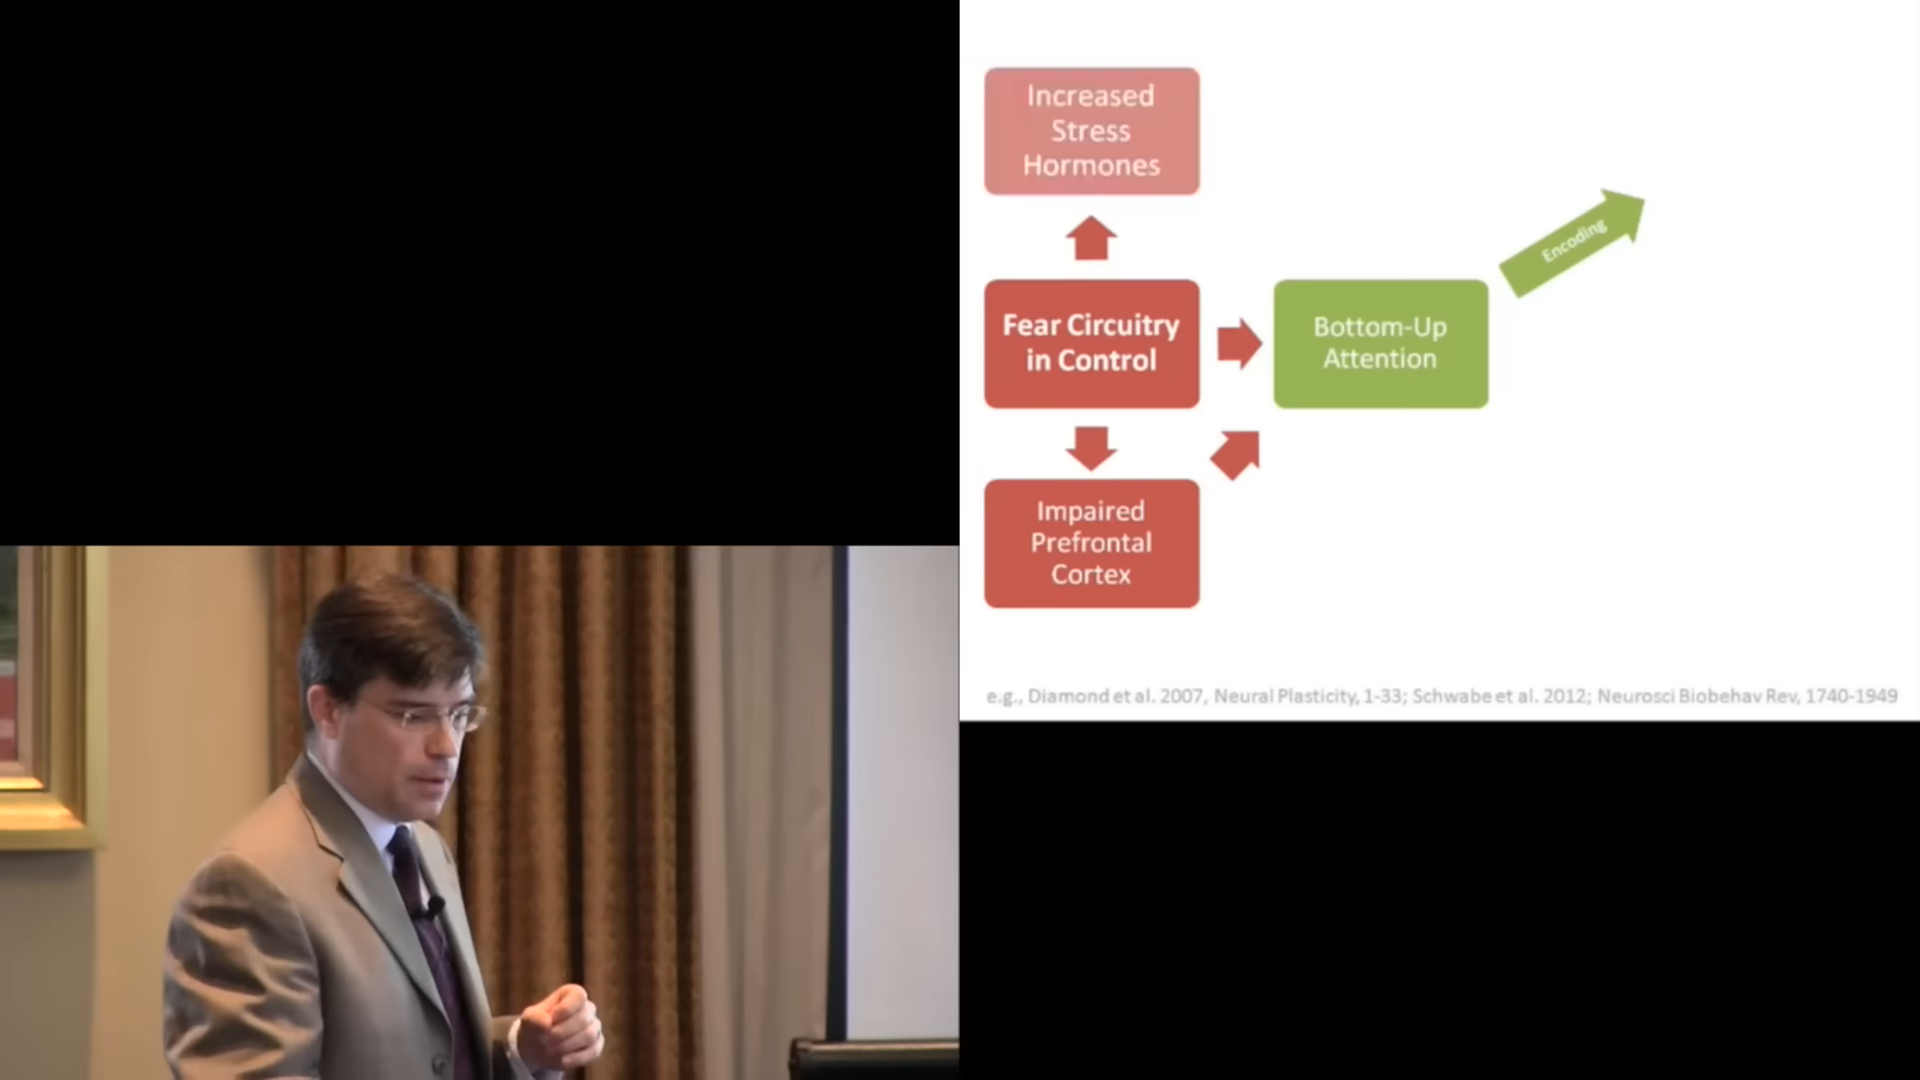 Increased
Stress
Hormones
Encoding
Fear Circuitry
in Control
Bottom-Up
Attention
Impaired
Prefrontal
Cortex
e.g., Diamond et al. 2007, Neural Plasticity, 1-33; Schwabe et al. 2012; Neurosci Biobehav Rev, 1740-1949